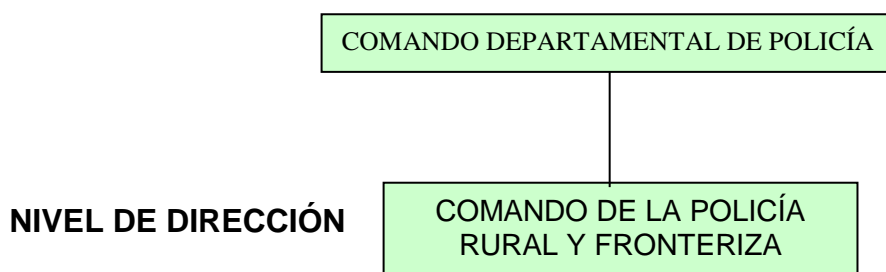 COMANDO DEPARTAMENTAL DE POLICÍA
NIVEL DE DIRECCIÓN
COMANDO DE LA POLICÍA
RURAL Y FRONTERIZA